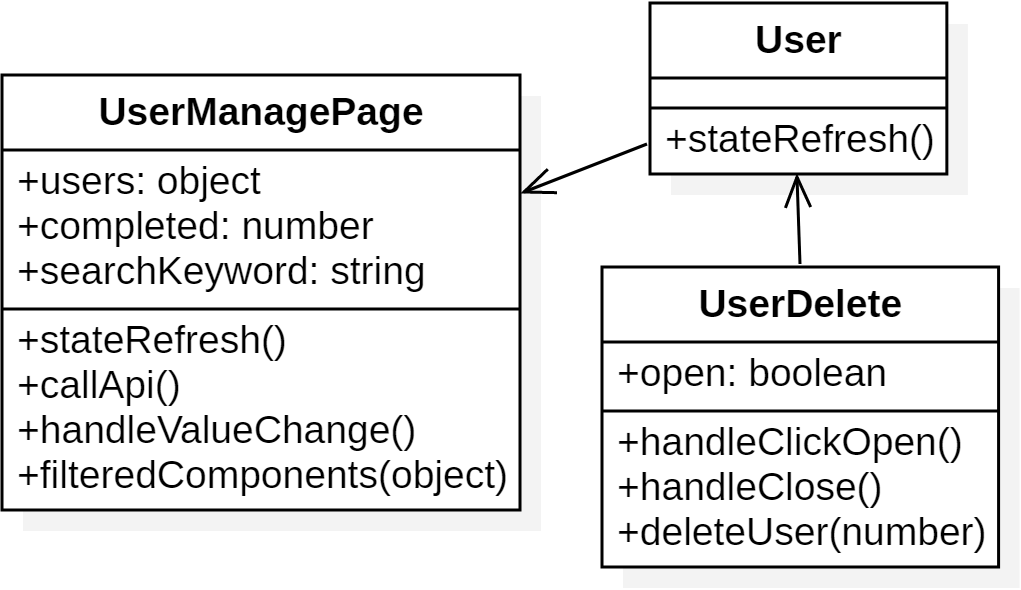 UserManagePage
+users: object
+completed: number
+searchKeyword: string
+stateRefresh()
+callApi()
+handleValueChange()
+filteredComponents(object)
User
+stateRefresh()
UserDelete
+open: boolean
+handleClickOpen()
+handleClose()
+deleteUser(number)